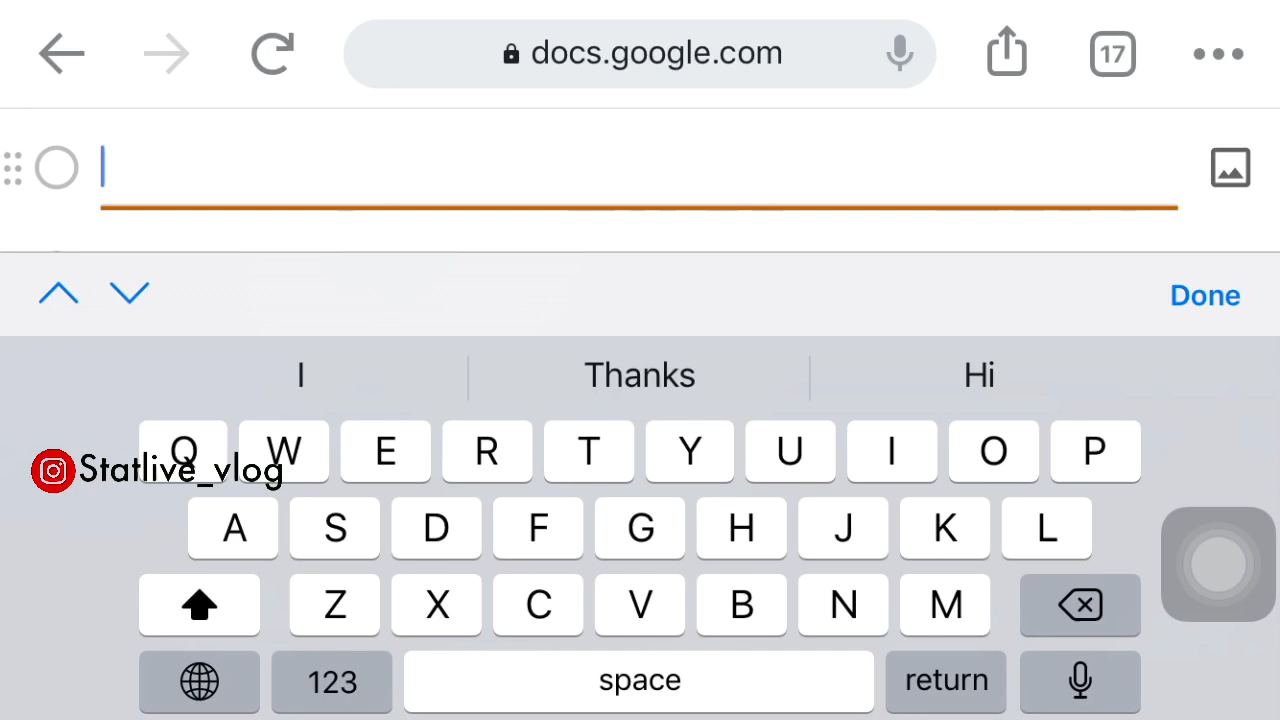 docs.google.com
17
Done
I Thanks Hi
Q W E R T Y U I O P
Statlive_vlog
A S D F G H J K L
Z X C V B N M
123 space return